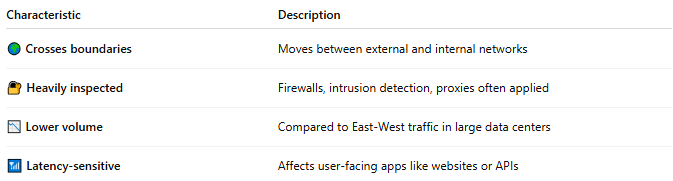 Characteristic Description
🌍 Crosses boundaries Moves between external and internal networks
🔐 Heavily inspected Firewalls, intrusion detection, proxies often applied
📉 Lower volume Compared to East-West traffic in large data centers
📶 Latency-sensitive Affects user-facing apps like websites or APIs